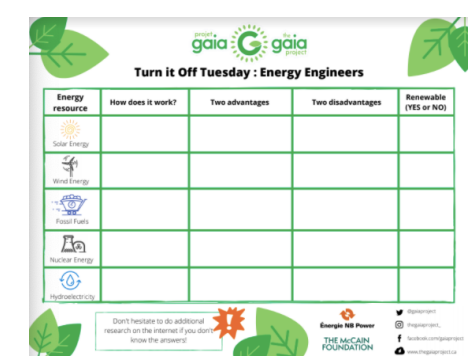 projet the
gaia G gaia
project
Turn it Off Tuesday : Energy Engineers
Energy resource
How does it work?
Two advantages
Two disadvantages
Renewable (YES or NO)
Solar Energy
Wind Energy
Fossil Fuels
Nuclear Energy
Hydroelectricity
Don't hesitate to do additional
research on the internet if you don't
know the answers!
Énergie NB Power
THE McCAIN
FOUNDATION
@gaiaproject
thegaiaproject_
facebook.com/gaiaproject
www.thegaiaproject.ca